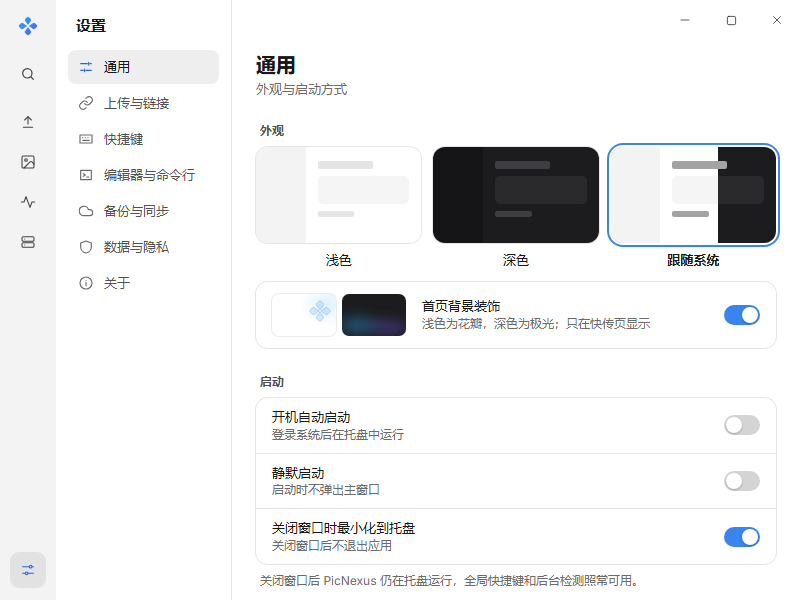 设置
通用
上传与链接
快捷键
编辑器与命令行
备份与同步
数据与隐私
关于
通用
外观与启动方式
外观
浅色
深色
跟随系统
首页背景装饰
浅色为花瓣，深色为极光；只在快传页显示
启动
开机自动启动
登录系统后在托盘中运行
静默启动
启动时不弹出主窗口
关闭窗口时最小化到托盘
关闭窗口后不退出应用
关闭窗口后 PicNexus 仍在托盘运行，全局快捷键和后台检测照常可用。